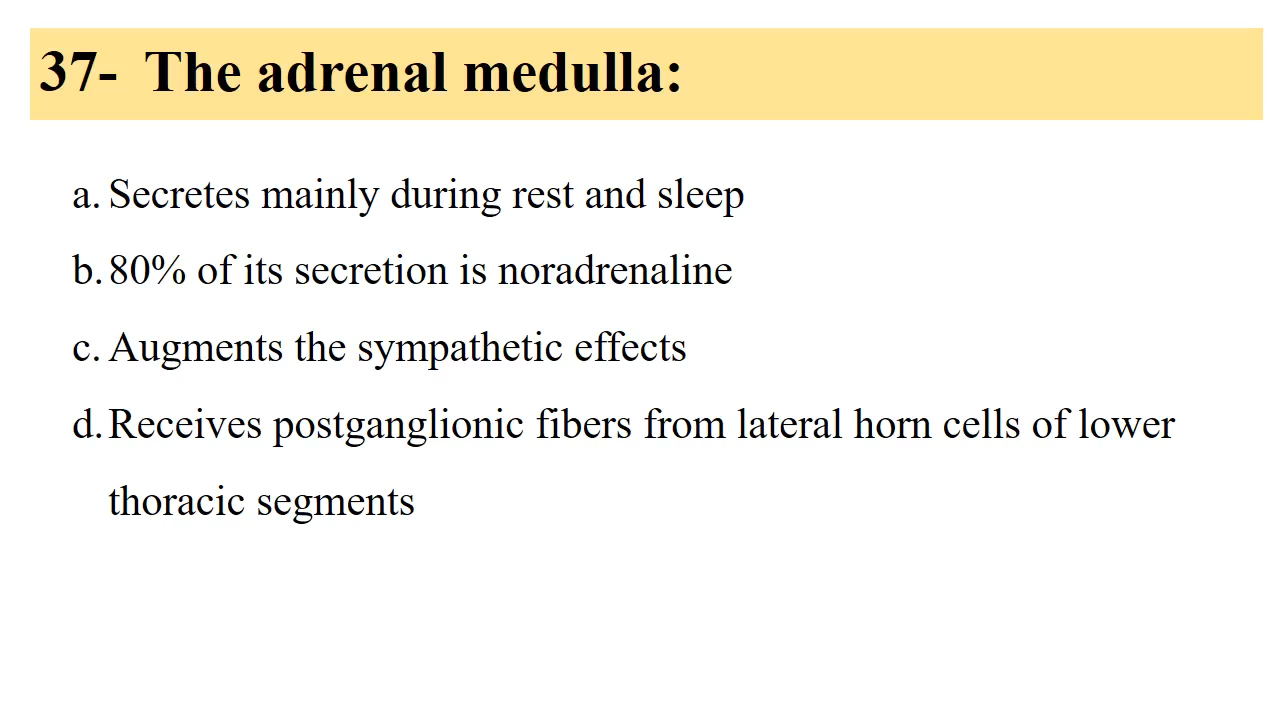 37- The adrenal medulla:
a. Secretes mainly during rest and sleep
b. 80% of its secretion is noradrenaline
c. Augments the sympathetic effects
d. Receives postganglionic fibers from lateral horn cells of lower
thoracic segments